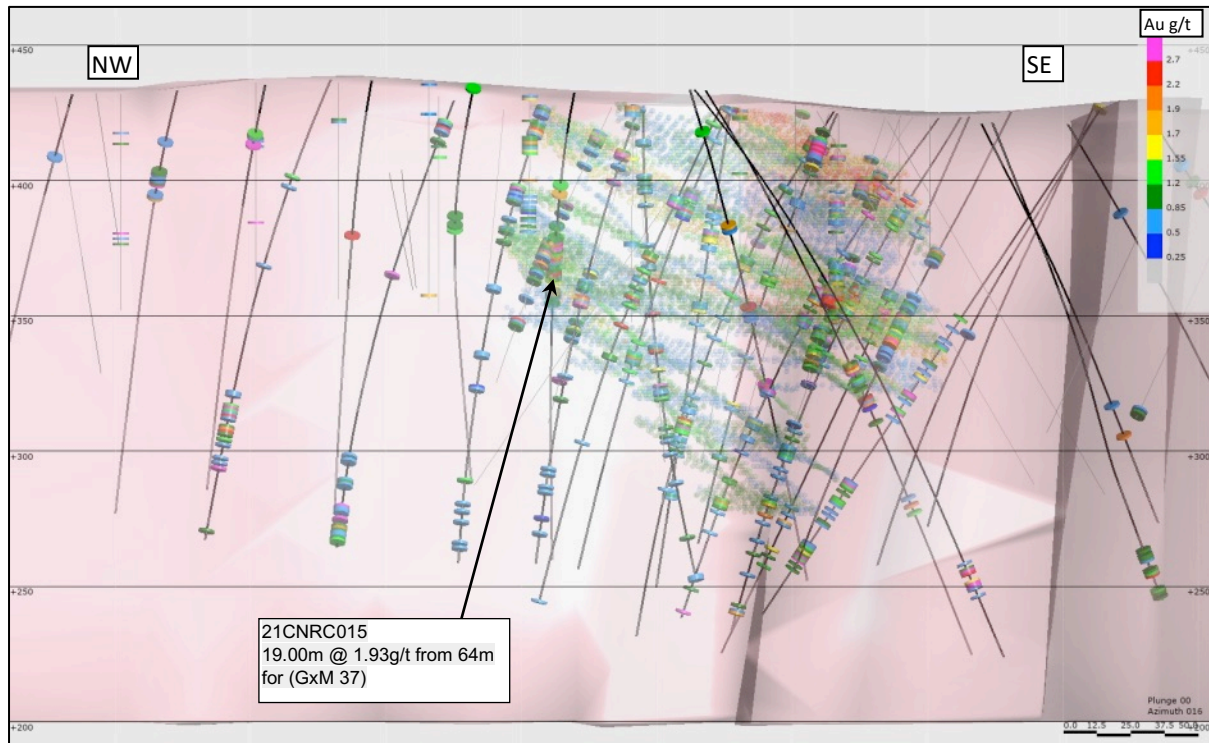 Au g/t
+450
+450
NW
SE
2.7
2.2
1.9
1.7
1.55
1.2
0.85
0.5
0.25
+400
+350
+300
+250
21CNRC015
19.00m @ 1.93g/t from 64m
for (GxM 37)
Plunge 00
Azimuth 016
+200
0.0 12.5 25.0 37.5 50.0
+200